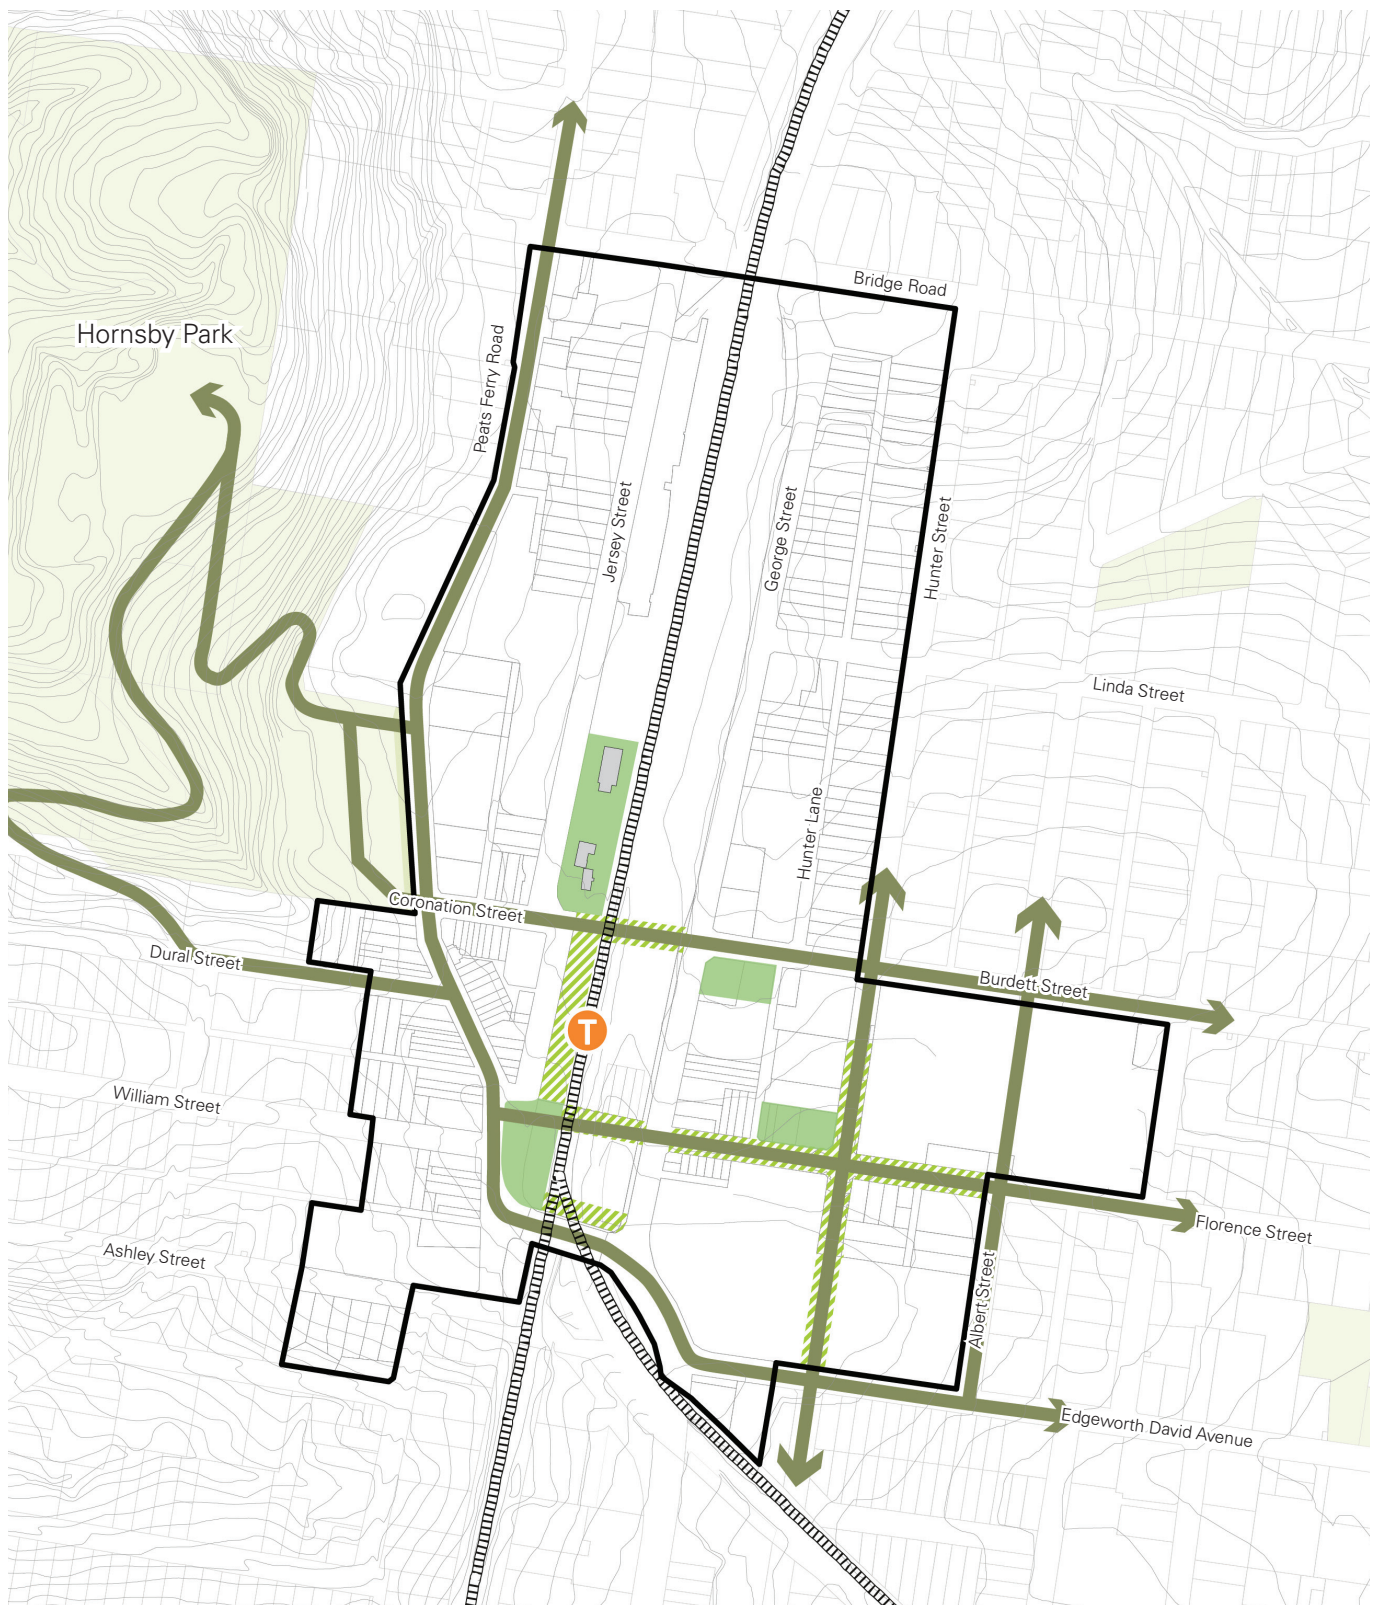 Bridge Road
Hornsby Park
Peats Ferry Road
Jersey Street
George Street
Hunter Street
Linda Street
Hunter Lane
Coronation Street
Dural Street
Burdett Street
T
William Street
Florence Street
Ashley Street
Albert Street
Edgeworth David Avenue